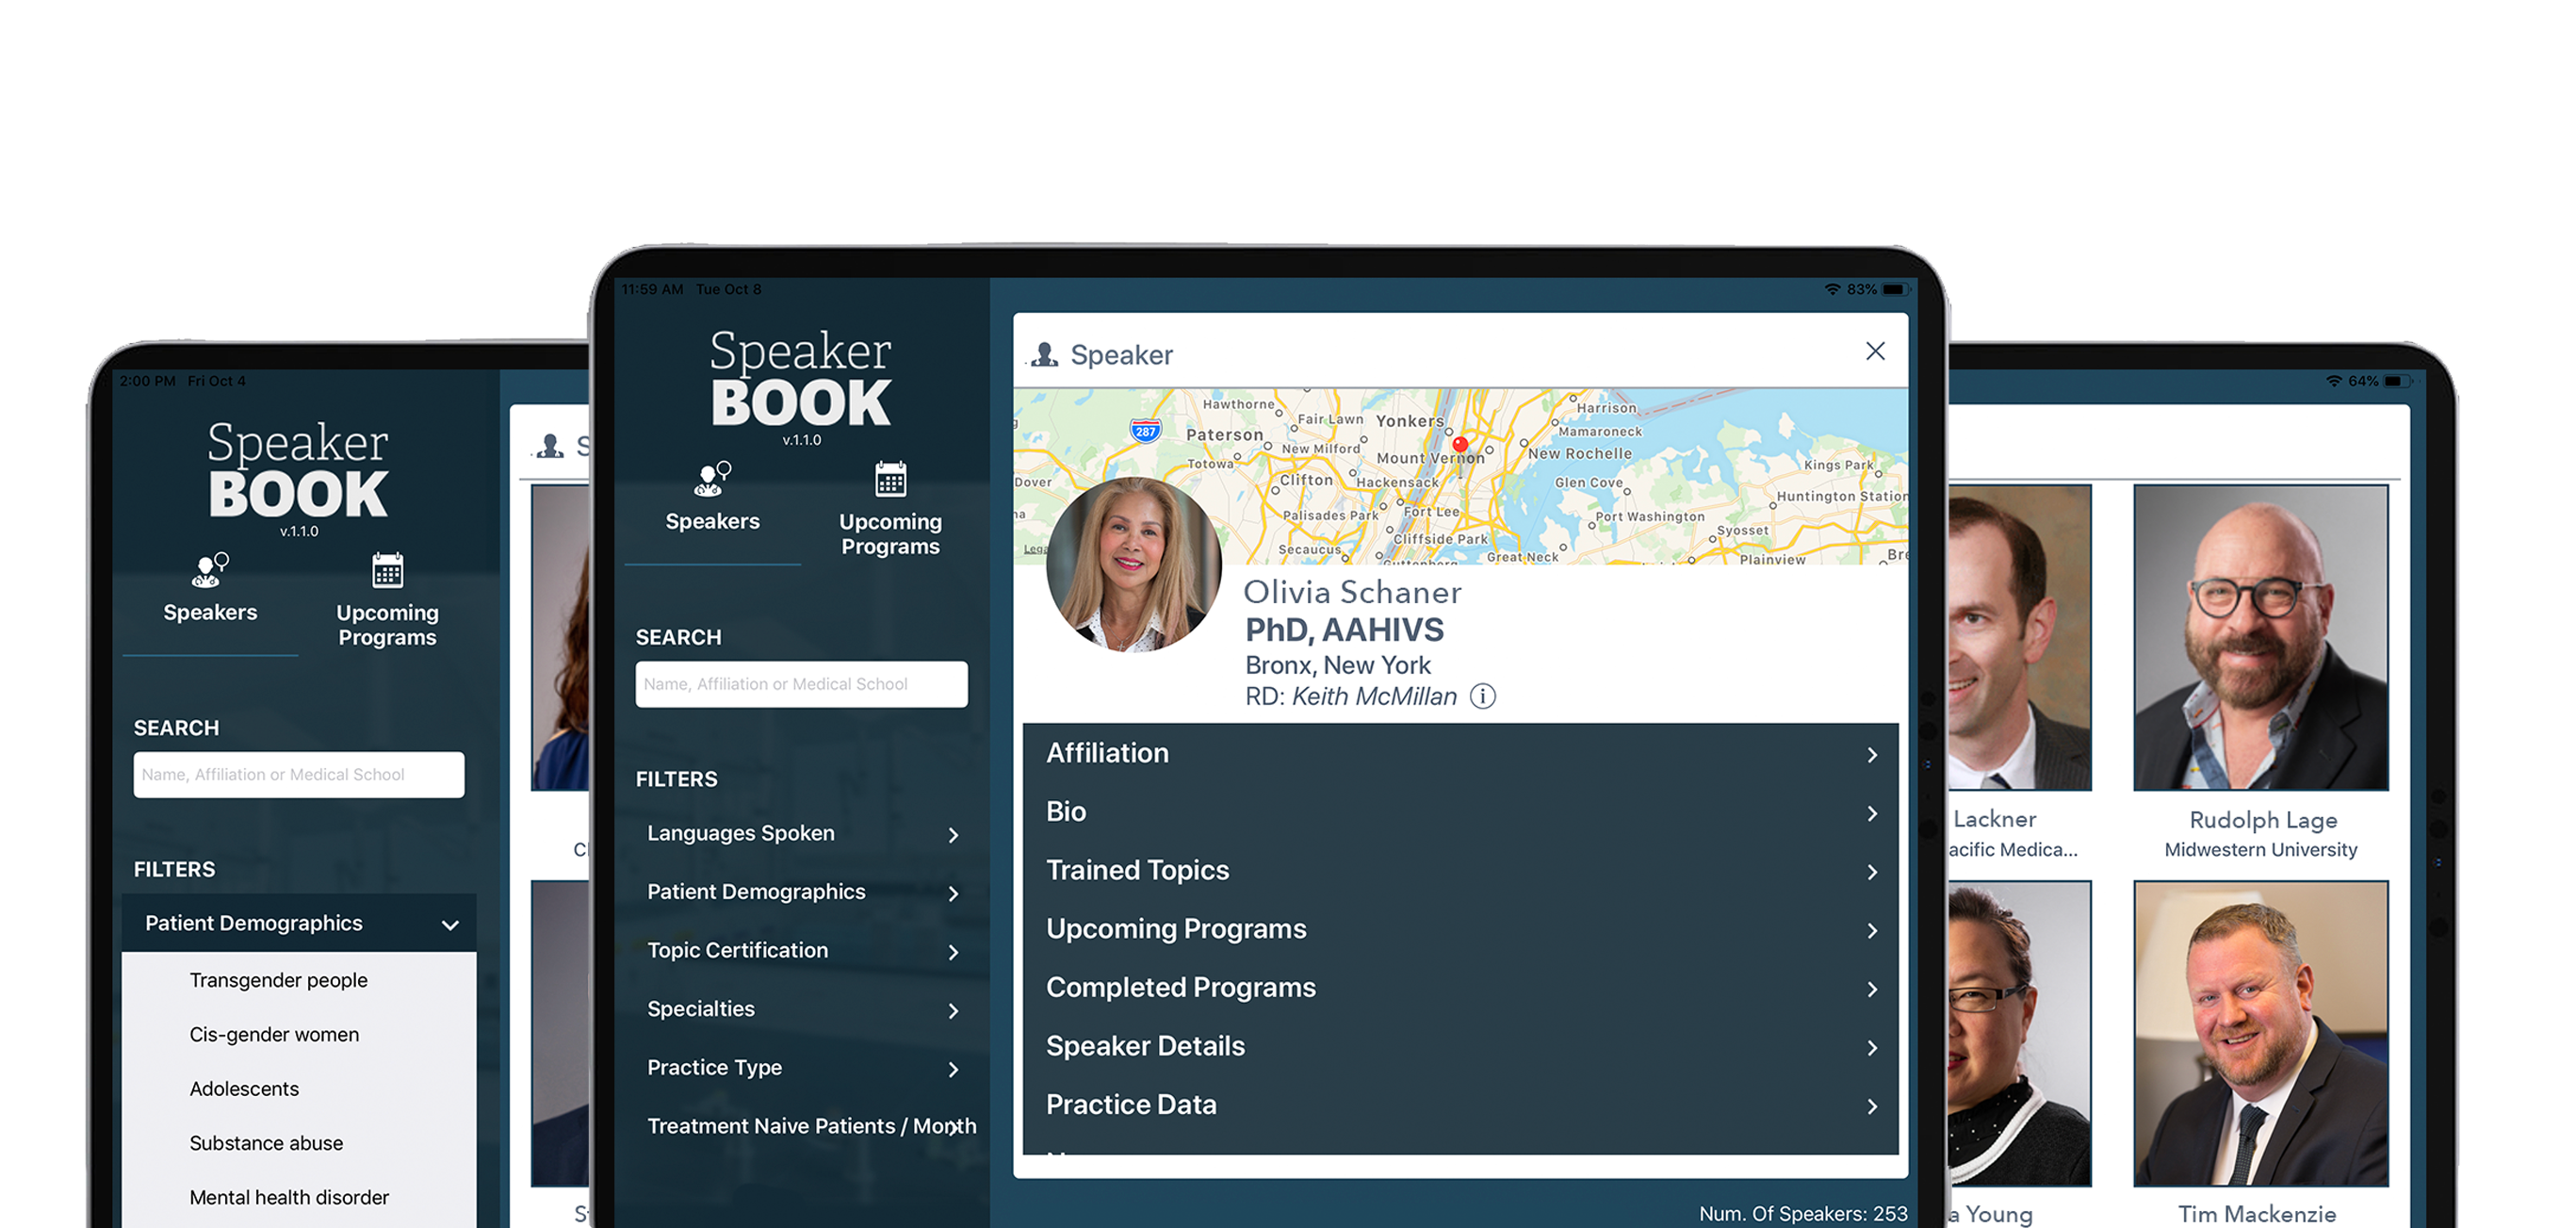 2:00 PM Fri Oct 4
Speaker
BOOK
v.1.1.0
Speakers
Upcoming
Programs
SEARCH
Name, Affiliation or Medical School
FILTERS
Patient Demographics
Transgender people
Cis-gender women
Adolescents
Substance abuse
Mental health disorder
11:59 AM Tue Oct 8
83%
Speaker
BOOK
v.1.1.0
Speakers
Upcoming
Programs
SEARCH
Name, Affiliation or Medical School
FILTERS
Languages Spoken
Patient Demographics
Topic Certification
Specialties
Practice Type
Treatment Naive Patients / Month
Speaker
Hawthorne
Harrison
287
Fair Lawn
Yonkers
Mamaroneck
Paterson
New Milford
Mount Vernon
New Rochelle
Totowa
Kings Park
Dover
Clifton
Hackensack
Glen Cove
Huntington Station
Palisades Park
Fort Lee
Port Washington
Syosset
Secaucus
Cliffside Park
Great Neck
Plainview
Olivia Schaner
PhD, AAHIVS
Bronx, New York
RD: Keith McMillan
Affiliation
Bio
Trained Topics
Upcoming Programs
Completed Programs
Speaker Details
Practice Data
Num. Of Speakers: 253
64%
Lackner
acific Medica...
Rudolph Lage
Midwestern University
a Young
Tim Mackenzie